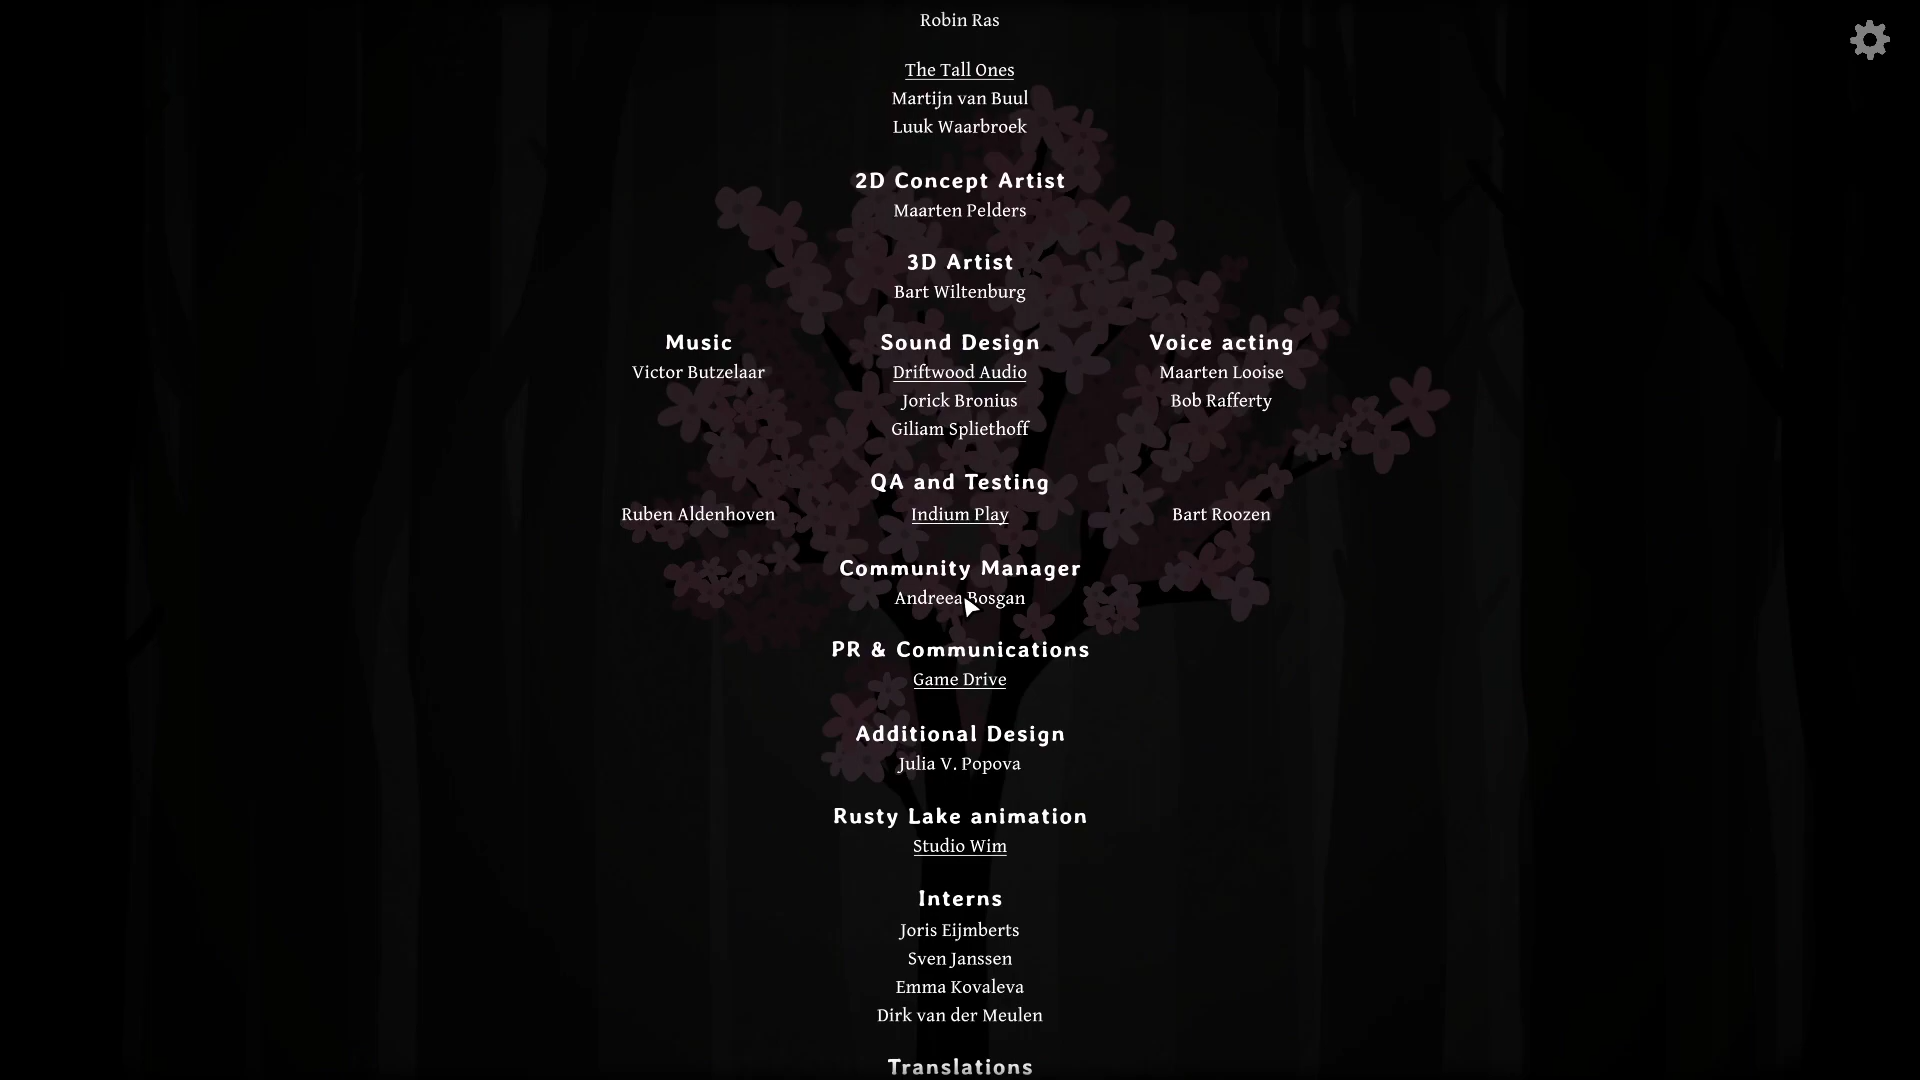 Robin Ras
The Tall Ones
Martijn van Buul
Luuk Waarbroek
2D Concept Artist
Maarten Pelders
3D Artist
Bart Wiltenburg
Music
Victor Butzelaar
Sound Design
Driftwood Audio
Jorick Bronius
Giliam Spliethoff
Voice acting
Maarten Looise
Bob Rafferty
QA and Testing
Ruben Aldenhoven
Indium Play
Bart Roozen
Community Manager
Andreea Bosgan
PR & Communications
Game Drive
Additional Design
Julia V. Popova
Rusty Lake animation
Studio Wim
Interns
Joris Eijmberts
Sven Janssen
Emma Kovaleva
Dirk van der Meulen
Translations